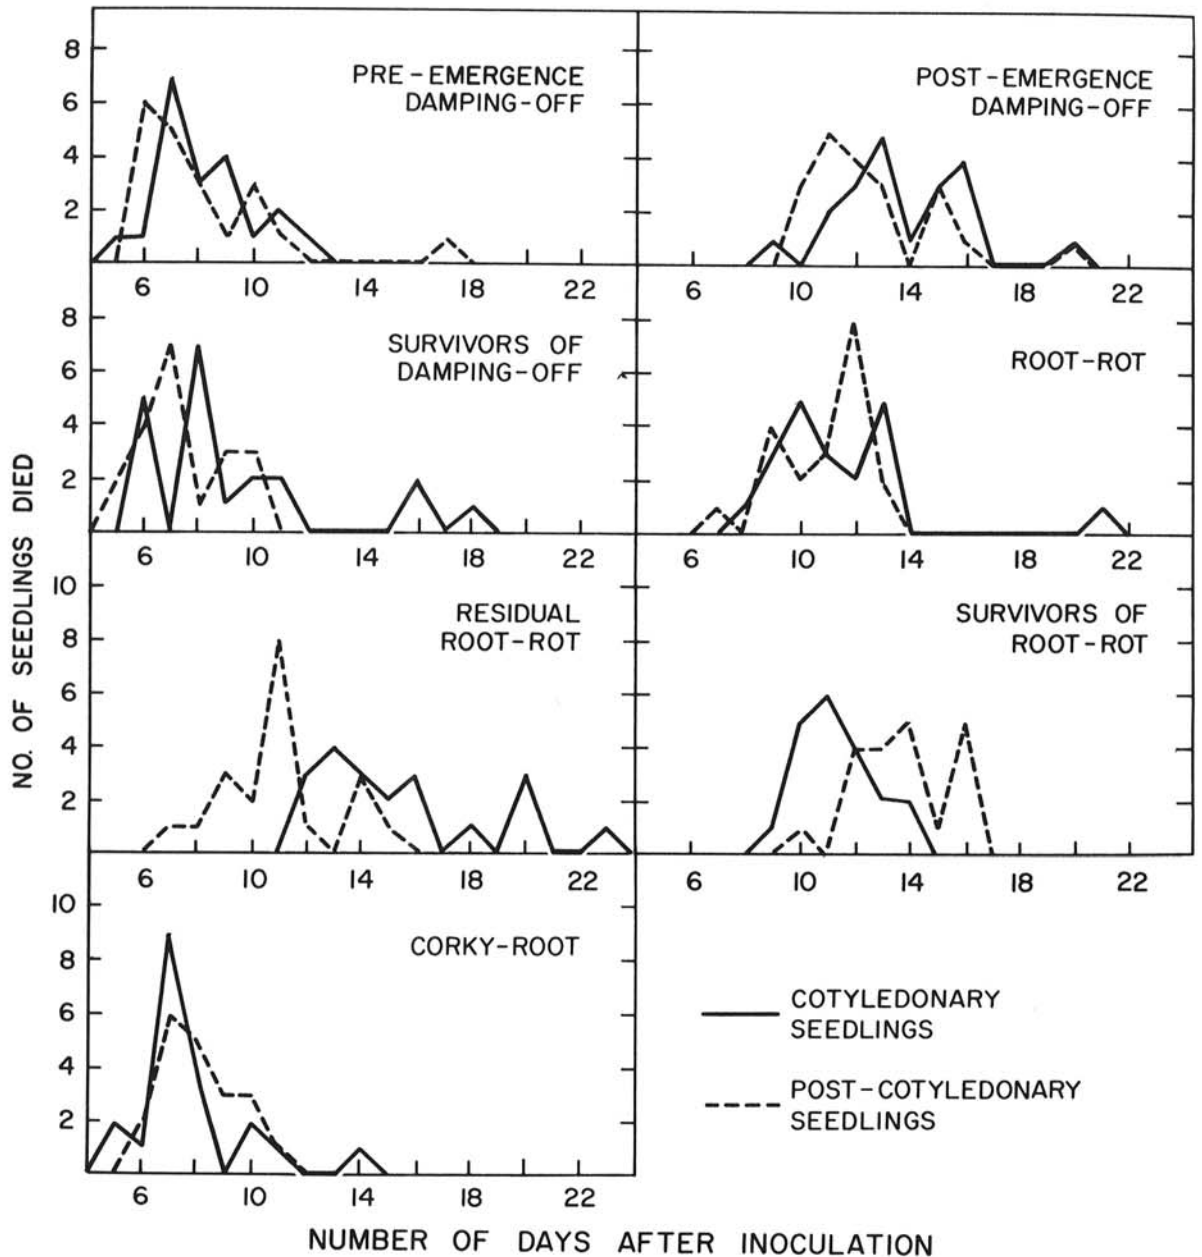 8
6
4
2
PRE-EMERGENCE
DAMPING-OFF
6 10 14 18 22
POST-EMERGENCE
DAMPING-OFF
6 10 14 18 22
8
6
4
2
SURVIVORS OF
DAMPING-OFF
6 10 14 18 22
ROOT-ROT
6 10 14 18 22
NO. OF SEEDLINGS DIED
10
8
6
4
2
RESIDUAL
ROOT-ROT
6 10 14 18 22
SURVIVORS OF
ROOT-ROT
6 10 14 18 22
10
8
6
4
2
CORKY-ROOT
6 10 14 18 22
COTYLEDONARY
SEEDLINGS
POST-COTYLEDONARY
SEEDLINGS
NUMBER OF DAYS AFTER INOCULATION